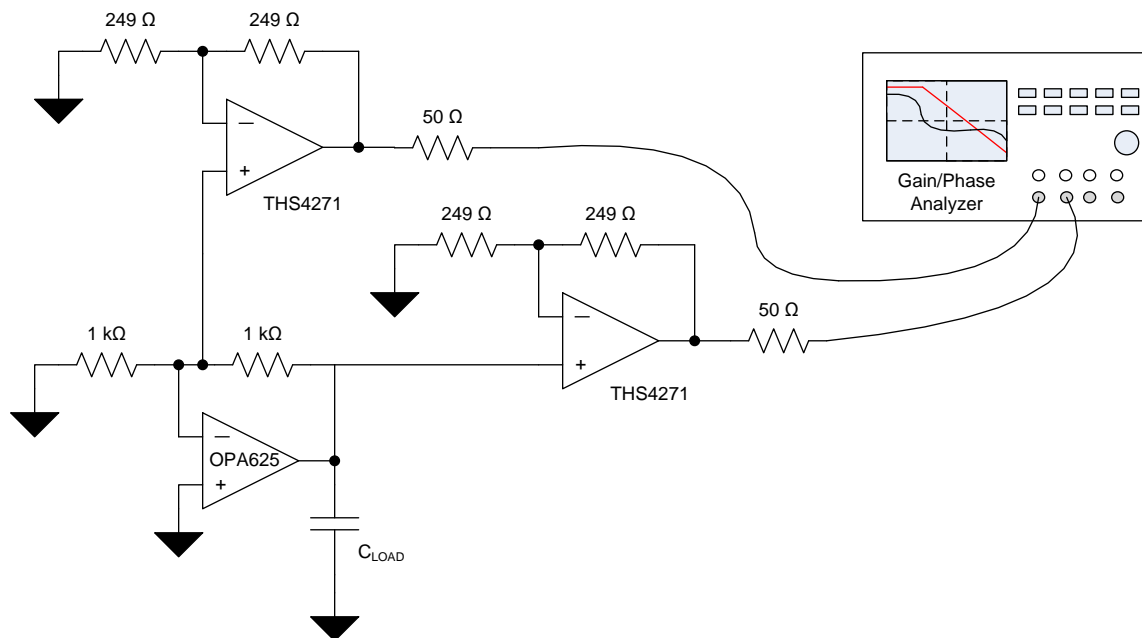 249 Ω
249 Ω
50 Ω
THS4271
Gain/Phase
Analyzer
249 Ω
249 Ω
50 Ω
THS4271
1 kΩ
1 kΩ
OPA625
CLOAD